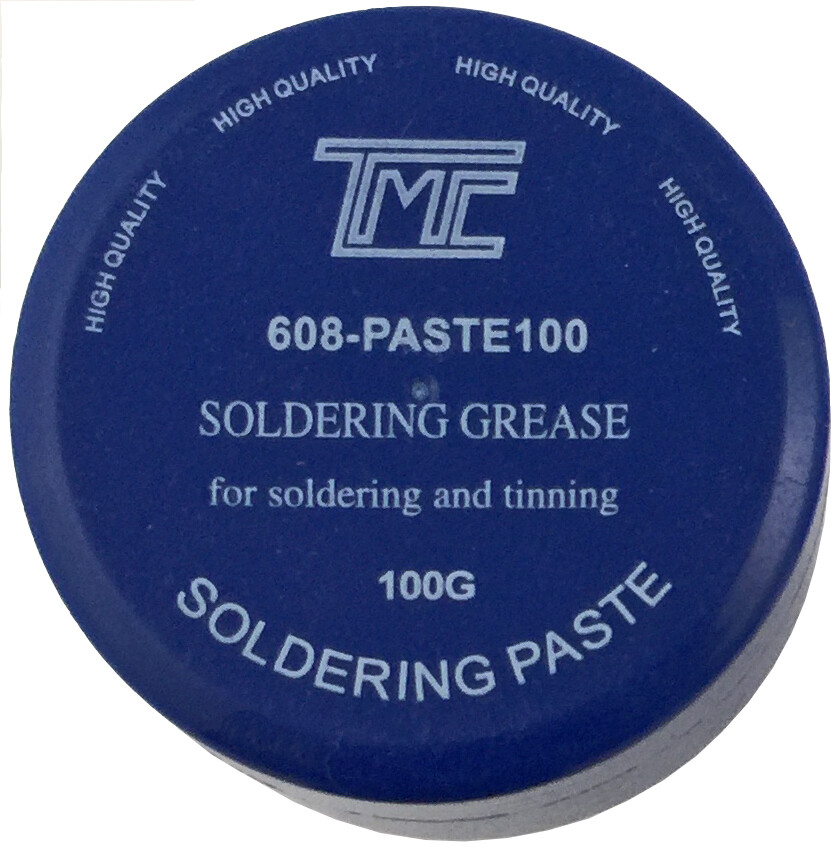 HIGH QUALITY
HIGH QUALITY
HIGH QUALITY
HIGH QUALITY
TMC
608-PASTE100
SOLDERING GREASE
for soldering and tinning
100G
SOLDERING PASTE